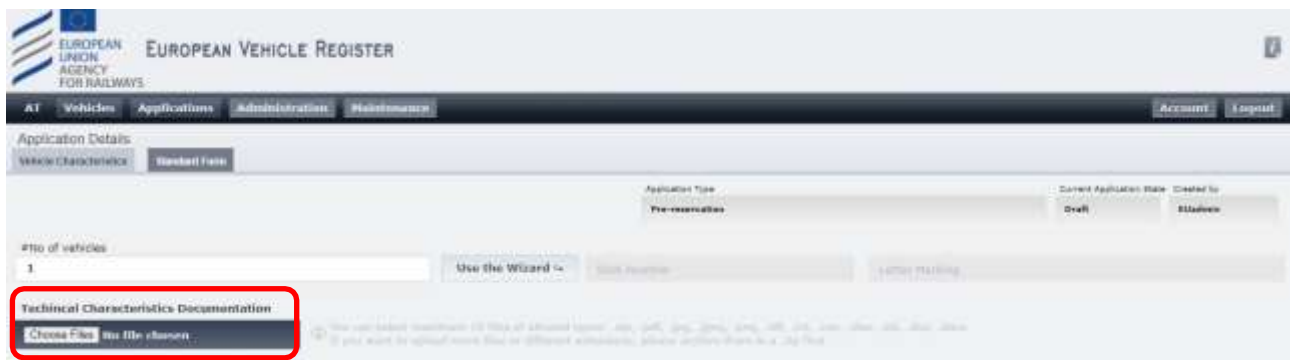 EUROPEAN
UNION
AGENCY
FOR RAILWAYS
EUROPEAN VEHICLE REGISTER
AT Vehicles Applications Administration Maintenance Account Logout
Application Details
Vehicle Characteristics Standard Form
Application Type Current Application State Created by
Pre-reservation Draft
#No of vehicles
1 Use the Wizard Letter Marking
Techincal Characteristics Documentation
Choose Files No file chosen